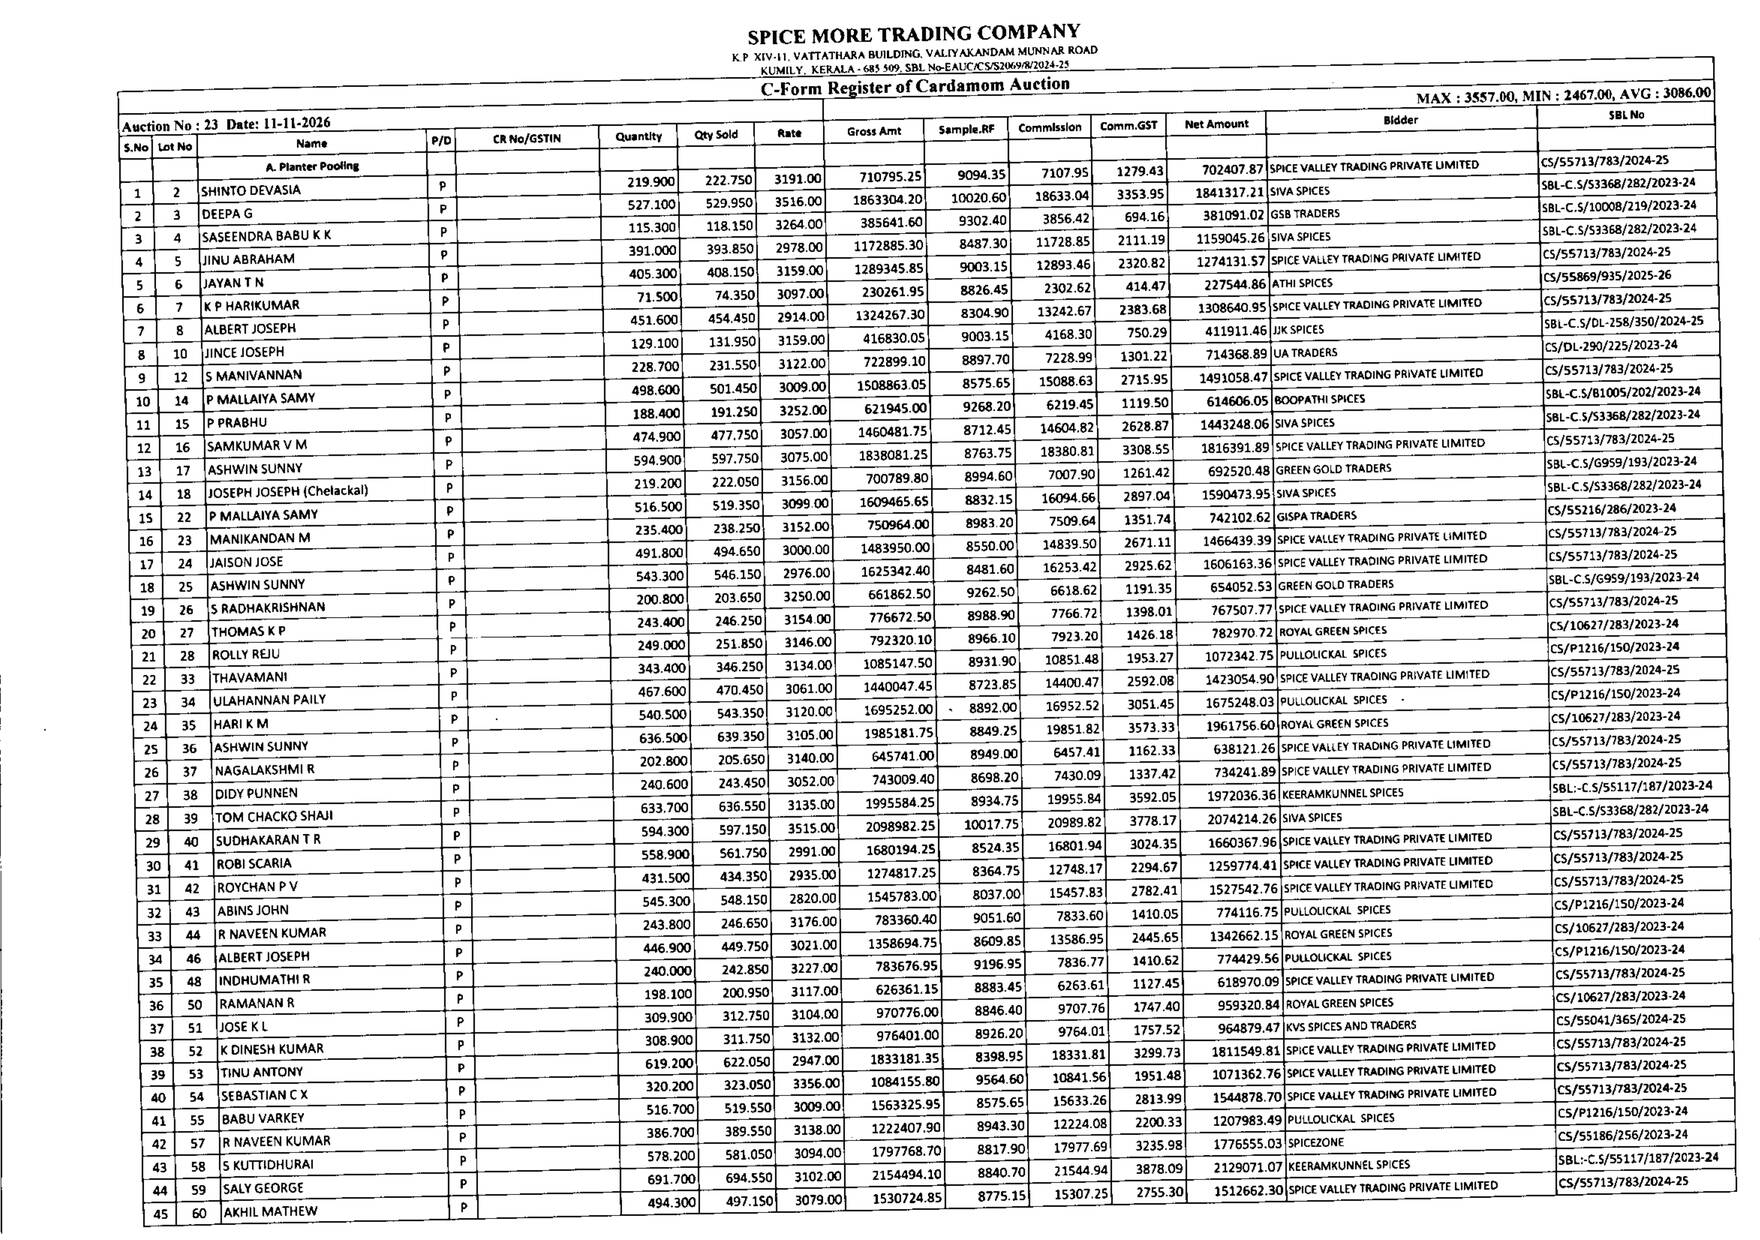 SPICE MORE TRADING COMPANY
K.P XIV-11, VATTATHARA BUILDING, VALIYAKANDAM MUNNAR ROAD
KUMILY, KERALA - 685 509, SBL No-EAUC/CS/S2069/8/2024-25
C-Form Register of Cardamom Auction
Auction No : 23 Date: 11-11-2026 MAX : 3557.00, MIN : 2467.00, AVG : 3086.00
S.No Lot No Name P/D CR No/GSTIN Quantity Qty Sold Rate Gross Amt Sample.RF Commission Comm.GST Net Amount Bidder SBL No
A. Planter Pooling
1 2 SHINTO DEVASIA P 219.900 222.750 3191.00 710795.25 9094.35 7107.95 1279.43 702407.87 SPICE VALLEY TRADING PRIVATE LIMITED CS/55713/783/2024-25
2 3 DEEPA G P 527.100 529.950 3516.00 1863304.20 10020.60 18633.04 3353.95 1841317.21 SIVA SPICES SBL-C.S/S3368/282/2023-24
3 4 SASEENDRA BABU K K P 115.300 118.150 3264.00 385641.60 9302.40 3856.42 694.16 381091.02 GSB TRADERS SBL-C.S/10008/219/2023-24
4 5 JINU ABRAHAM P 391.000 393.850 2978.00 1172885.30 8487.30 11728.85 2111.19 1159045.26 SIVA SPICES SBL-C.S/S3368/282/2023-24
5 6 JAYAN T N P 405.300 408.150 3159.00 1289345.85 9003.15 12893.46 2320.82 1274131.57 SPICE VALLEY TRADING PRIVATE LIMITED CS/55713/783/2024-25
6 7 K P HARIKUMAR P 71.500 74.350 3097.00 230261.95 8826.45 2302.62 414.47 227544.86 ATHI SPICES CS/55869/935/2025-26
7 8 ALBERT JOSEPH P 451.600 454.450 2914.00 1324267.30 8304.90 13242.67 2383.68 1308640.95 SPICE VALLEY TRADING PRIVATE LIMITED CS/55713/783/2024-25
8 10 JINCE JOSEPH P 129.100 131.950 3159.00 416830.05 9003.15 4168.30 750.29 411911.46 JJK SPICES SBL-C.S/DL-258/350/2024-25
9 12 S MANIVANNAN P 228.700 231.550 3122.00 722899.10 8897.70 7228.99 1301.22 714368.89 UA TRADERS CS/DL-290/225/2023-24
10 14 P MALLAIYA SAMY P 498.600 501.450 3009.00 1508863.05 8575.65 15088.63 2715.95 1491058.47 SPICE VALLEY TRADING PRIVATE LIMITED CS/55713/783/2024-25
11 15 P PRABHU P 188.400 191.250 3252.00 621945.00 9268.20 6219.45 1119.50 614606.05 BOOPATHI SPICES SBL-C.S/B1005/202/2023-24
12 16 SAMKUMAR V M P 474.900 477.750 3057.00 1460481.75 8712.45 14604.82 2628.87 1443248.06 SIVA SPICES SBL-C.S/S3368/282/2023-24
13 17 ASHWIN SUNNY P 594.900 597.750 3075.00 1838081.25 8763.75 18380.81 3308.55 1816391.89 SPICE VALLEY TRADING PRIVATE LIMITED CS/55713/783/2024-25
14 18 JOSEPH JOSEPH (Chelackal) P 219.200 222.050 3156.00 700789.80 8994.60 7007.90 1261.42 692520.48 GREEN GOLD TRADERS SBL-C.S/G959/193/2023-24
15 22 P MALLAIYA SAMY P 516.500 519.350 3099.00 1609465.65 8832.15 16094.66 2897.04 1590473.95 SIVA SPICES SBL-C.S/S3368/282/2023-24
16 23 MANIKANDAN M P 235.400 238.250 3152.00 750964.00 8983.20 7509.64 1351.74 742102.62 GISPA TRADERS CS/55216/286/2023-24
17 24 JAISON JOSE P 491.800 494.650 3000.00 1483950.00 8550.00 14839.50 2671.11 1466439.39 SPICE VALLEY TRADING PRIVATE LIMITED CS/55713/783/2024-25
18 25 ASHWIN SUNNY P 543.300 546.150 2976.00 1625342.40 8481.60 16253.42 2925.62 1606163.36 SPICE VALLEY TRADING PRIVATE LIMITED CS/55713/783/2024-25
19 26 S RADHAKRISHNAN P 200.800 203.650 3250.00 661862.50 9262.50 6618.62 1191.35 654052.53 GREEN GOLD TRADERS SBL-C.S/G959/193/2023-24
20 27 THOMAS K P P 243.400 246.250 3154.00 776672.50 8988.90 7766.72 1398.01 767507.77 SPICE VALLEY TRADING PRIVATE LIMITED CS/55713/783/2024-25
21 28 ROLLY REJU P 249.000 251.850 3146.00 792320.10 8966.10 7923.20 1426.18 782970.72 ROYAL GREEN SPICES CS/10627/283/2023-24
22 33 THAVAMANI P 343.400 346.250 3134.00 1085147.50 8931.90 10851.48 1953.27 1072342.75 PULLOLICKAL SPICES CS/P1216/150/2023-24
23 34 ULAHANNAN PAILY P 467.600 470.450 3061.00 1440047.45 8723.85 14400.47 2592.08 1423054.90 SPICE VALLEY TRADING PRIVATE LIMITED CS/55713/783/2024-25
24 35 HARI K M P 540.500 543.350 3120.00 1695252.00 8892.00 16952.52 3051.45 1675248.03 PULLOLICKAL SPICES CS/P1216/150/2023-24
25 36 ASHWIN SUNNY P 636.500 639.350 3105.00 1985181.75 8849.25 19851.82 3573.33 1961756.60 ROYAL GREEN SPICES CS/10627/283/2023-24
26 37 NAGALAKSHMI R P 202.800 205.650 3140.00 645741.00 8949.00 6457.41 1162.33 638121.26 SPICE VALLEY TRADING PRIVATE LIMITED CS/55713/783/2024-25
27 38 DIDY PUNNEN P 240.600 243.450 3052.00 743009.40 8698.20 7430.09 1337.42 734241.89 SPICE VALLEY TRADING PRIVATE LIMITED CS/55713/783/2024-25
28 39 TOM CHACKO SHAJI P 633.700 636.550 3135.00 1995584.25 8934.75 19955.84 3592.05 1972036.36 KEERAMKUNNEL SPICES SBL:-C.S/55117/187/2023-24
29 40 SUDHAKARAN T R P 594.300 597.150 3515.00 2098982.25 10017.75 20989.82 3778.17 2074214.26 SIVA SPICES SBL-C.S/S3368/282/2023-24
30 41 ROBI SCARIA P 558.900 561.750 2991.00 1680194.25 8524.35 16801.94 3024.35 1660367.96 SPICE VALLEY TRADING PRIVATE LIMITED CS/55713/783/2024-25
31 42 ROYCHAN P V P 431.500 434.350 2935.00 1274817.25 8364.75 12748.17 2294.67 1259774.41 SPICE VALLEY TRADING PRIVATE LIMITED CS/55713/783/2024-25
32 43 ABINS JOHN P 545.300 548.150 2820.00 1545783.00 8037.00 15457.83 2782.41 1527542.76 SPICE VALLEY TRADING PRIVATE LIMITED CS/55713/783/2024-25
33 44 R NAVEEN KUMAR P 243.800 246.650 3176.00 783360.40 9051.60 7833.60 1410.05 774116.75 PULLOLICKAL SPICES CS/P1216/150/2023-24
34 46 ALBERT JOSEPH P 446.900 449.750 3021.00 1358694.75 8609.85 13586.95 2445.65 1342662.15 ROYAL GREEN SPICES CS/10627/283/2023-24
35 48 INDHUMATHI R P 240.000 242.850 3227.00 783676.95 9196.95 7836.77 1410.62 774429.56 PULLOLICKAL SPICES CS/P1216/150/2023-24
36 50 RAMANAN R P 198.100 200.950 3117.00 626361.15 8883.45 6263.61 1127.45 618970.09 SPICE VALLEY TRADING PRIVATE LIMITED CS/55713/783/2024-25
37 51 JOSE K L P 309.900 312.750 3104.00 970776.00 8846.40 9707.76 1747.40 959320.84 ROYAL GREEN SPICES CS/10627/283/2023-24
38 52 K DINESH KUMAR P 308.900 311.750 3132.00 976401.00 8926.20 9764.01 1757.52 964879.47 KVS SPICES AND TRADERS CS/55041/365/2024-25
39 53 TINU ANTONY P 619.200 622.050 2947.00 1833181.35 8398.95 18331.81 3299.73 1811549.81 SPICE VALLEY TRADING PRIVATE LIMITED CS/55713/783/2024-25
40 54 SEBASTIAN C X P 320.200 323.050 3356.00 1084155.80 9564.60 10841.56 1951.48 1071362.76 SPICE VALLEY TRADING PRIVATE LIMITED CS/55713/783/2024-25
41 55 BABU VARKEY P 516.700 519.550 3009.00 1563325.95 8575.65 15633.26 2813.99 1544878.70 SPICE VALLEY TRADING PRIVATE LIMITED CS/55713/783/2024-25
42 57 R NAVEEN KUMAR P 386.700 389.550 3138.00 1222407.90 8943.30 12224.08 2200.33 1207983.49 PULLOLICKAL SPICES CS/P1216/150/2023-24
43 58 S KUTTIDHURAI P 578.200 581.050 3094.00 1797768.70 8817.90 17977.69 3235.98 1776555.03 SPICEZONE CS/55186/256/2023-24
44 59 SALY GEORGE P 691.700 694.550 3102.00 2154494.10 8840.70 21544.94 3878.09 2129071.07 KEERAMKUNNEL SPICES SBL:-C.S/55117/187/2023-24
45 60 AKHIL MATHEW P 494.300 497.150 3079.00 1530724.85 8775.15 15307.25 2755.30 1512662.30 SPICE VALLEY TRADING PRIVATE LIMITED CS/55713/783/2024-25